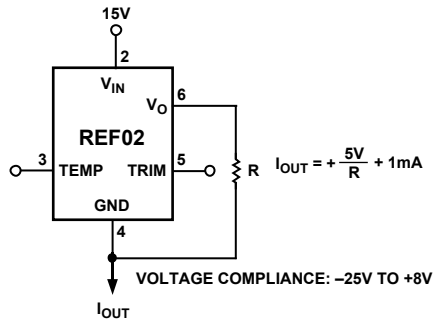 15V
2
V_IN
V_O
6
REF02
3
TEMP
TRIM
5
R
I_OUT = + 5V/R + 1mA
GND
4
VOLTAGE COMPLIANCE: –25V TO +8V
I_OUT